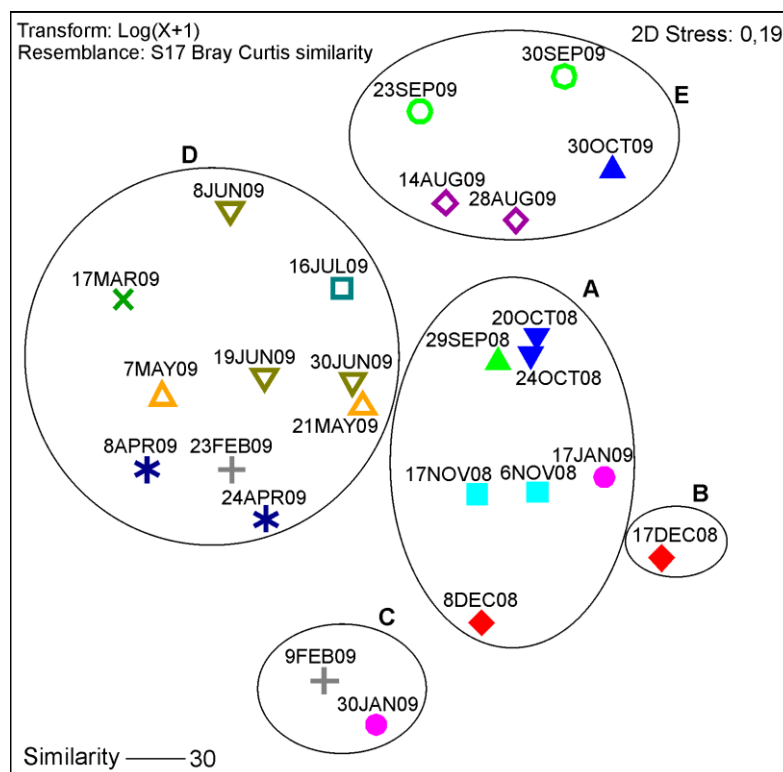 Transform: Log(X+1)
Resemblance: S17 Bray Curtis similarity
2D Stress: 0,19
30SEP09
23SEP09
E
30OCT09
D
14AUG09
28AUG09
8JUN09
16JUL09
17MAR09
A
20OCT08
29SEP08
24OCT08
19JUN09
30JUN09
7MAY09
21MAY09
8APR09
23FEB09
17NOV08
6NOV08
17JAN09
24APR09
B
17DEC08
8DEC08
C
9FEB09
30JAN09
Similarity 30